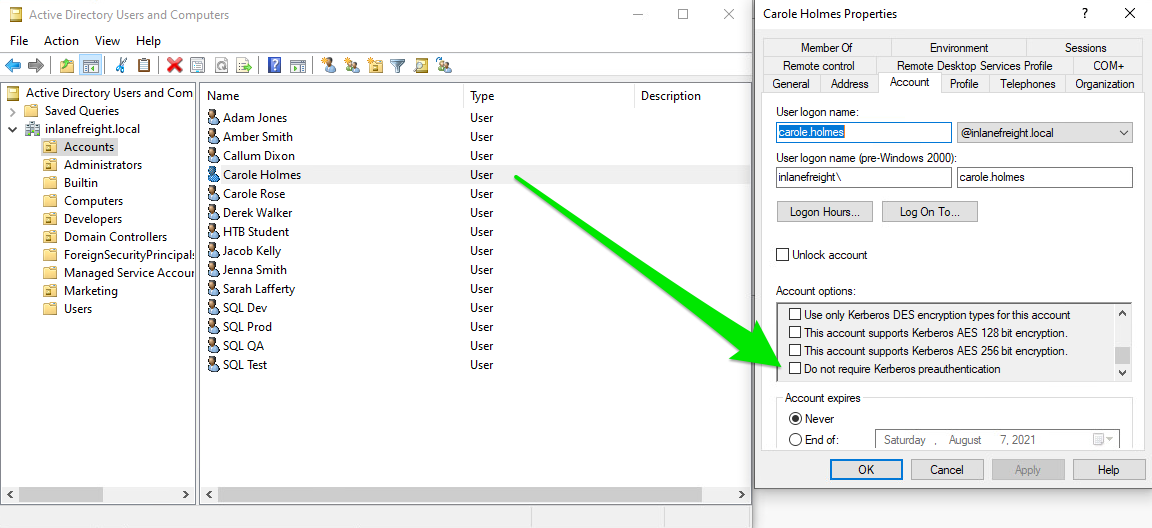 Active Directory Users and Computers
File Action View Help
Active Directory Users and Com
Saved Queries
inlanefreight.local
Accounts
Administrators
Builtin
Computers
Developers
Domain Controllers
ForeignSecurityPrincipals
Managed Service Accour
Marketing
Users
Name Type Description
Adam Jones User
Amber Smith User
Callum Dixon User
Carole Holmes User
Carole Rose User
Derek Walker User
HTB Student User
Jacob Kelly User
Jenna Smith User
Sarah Lafferty User
SQL Dev User
SQL Prod User
SQL QA User
SQL Test User
Carole Holmes Properties ?
Member Of Environment Sessions
Remote control Remote Desktop Services Profile COM+
General Address Account Profile Telephones Organization
User logon name:
carole.holmes @inlanefreight.local
User logon name (pre-Windows 2000):
inlanefreight\ carole.holmes
Logon Hours... Log On To...
Unlock account
Account options:
Use only Kerberos DES encryption types for this account
This account supports Kerberos AES 128 bit encryption.
This account supports Kerberos AES 256 bit encryption.
Do not require Kerberos preauthentication
Account expires
Never
End of: Saturday , August 7, 2021
OK Cancel Apply Help